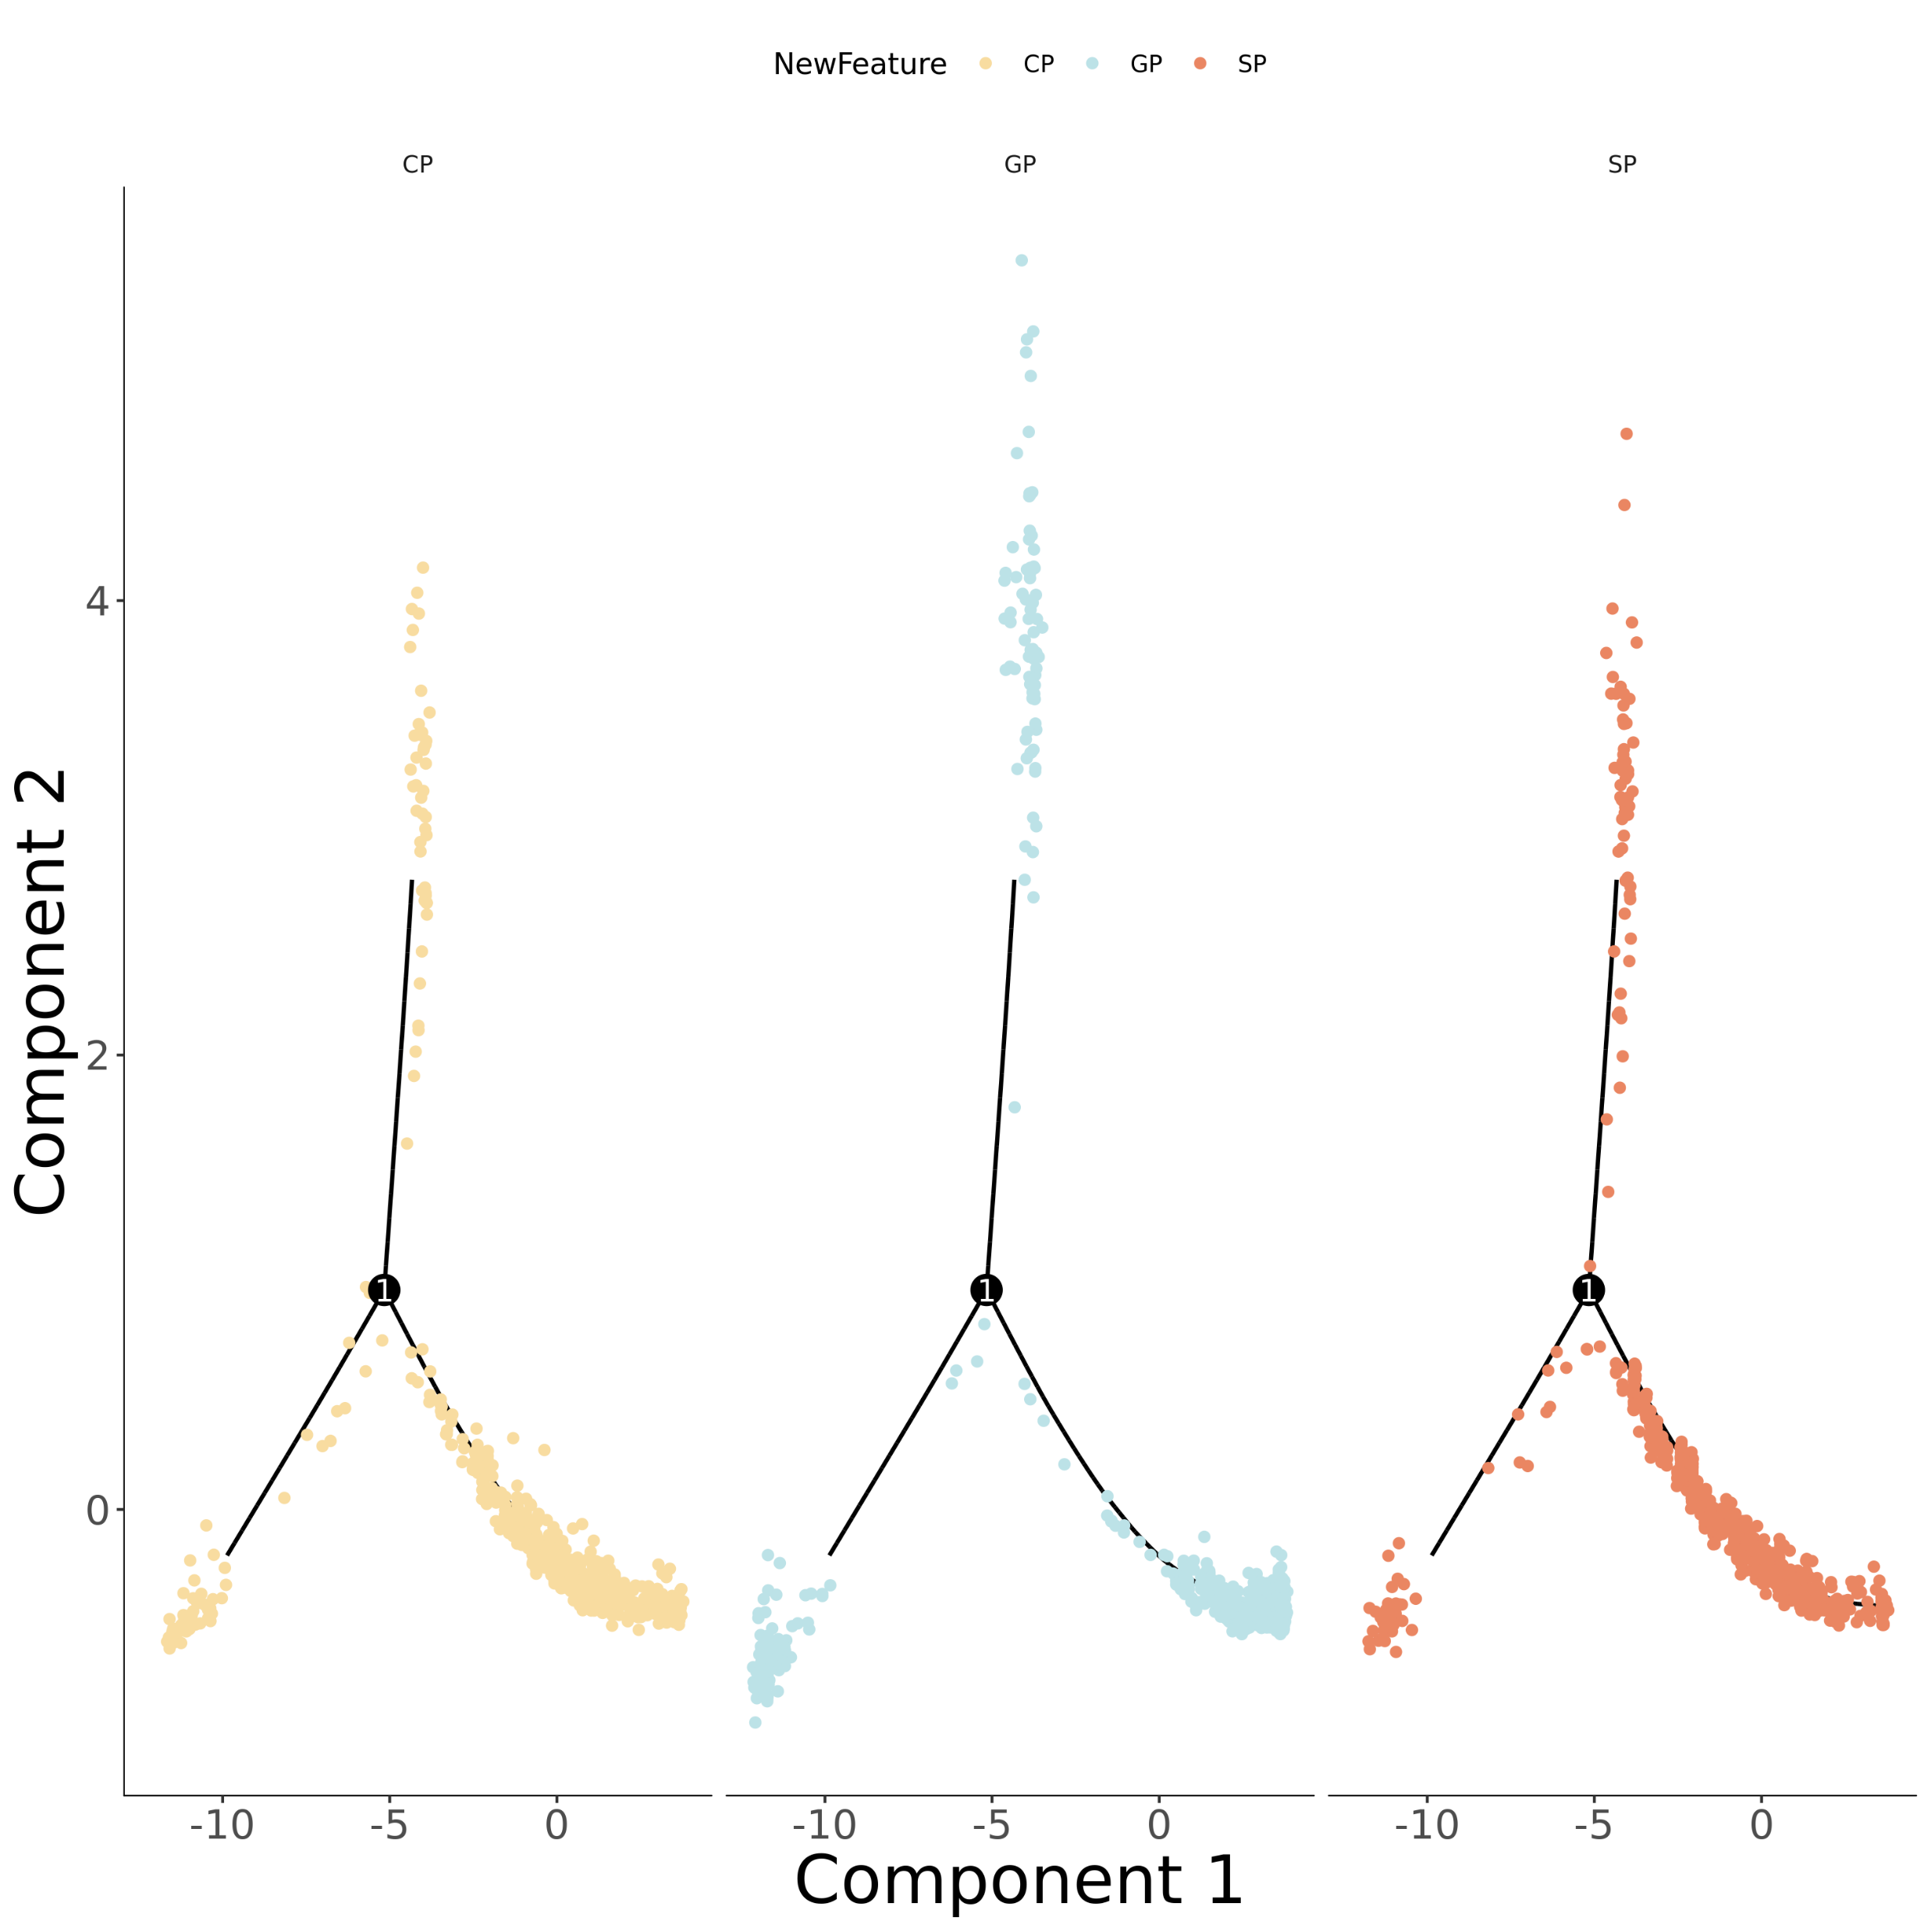 NewFeature CP GP SP
CP GP SP
Component 2
4
2
0
1 1 1
-10 -5 0 -10 -5 0 -10 -5 0
Component 1